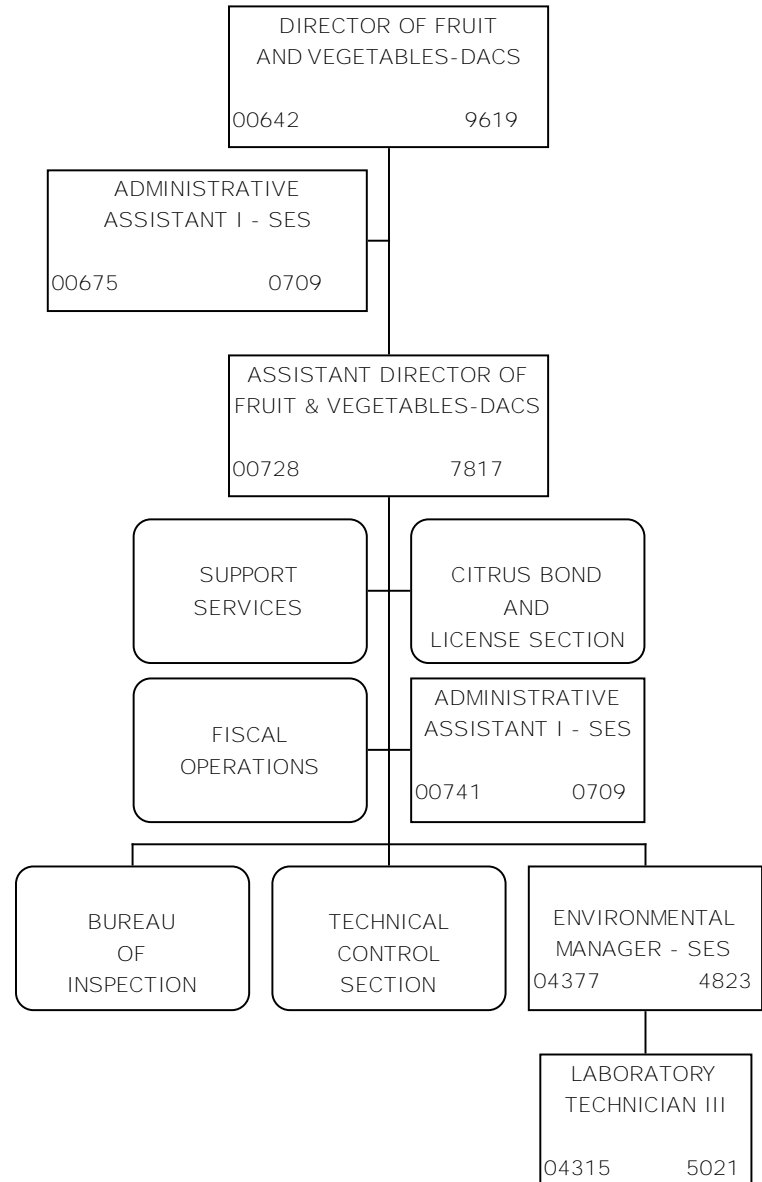 DIRECTOR OF FRUIT
AND VEGETABLES-DACS
00642 9619
ADMINISTRATIVE
ASSISTANT I - SES
00675 0709
ASSISTANT DIRECTOR OF
FRUIT & VEGETABLES-DACS
00728 7817
SUPPORT
SERVICES
CITRUS BOND
AND
LICENSE SECTION
FISCAL
OPERATIONS
ADMINISTRATIVE
ASSISTANT I - SES
00741 0709
BUREAU
OF
INSPECTION
TECHNICAL
CONTROL
SECTION
ENVIRONMENTAL
MANAGER - SES
04377 4823
LABORATORY
TECHNICIAN III
04315 5021